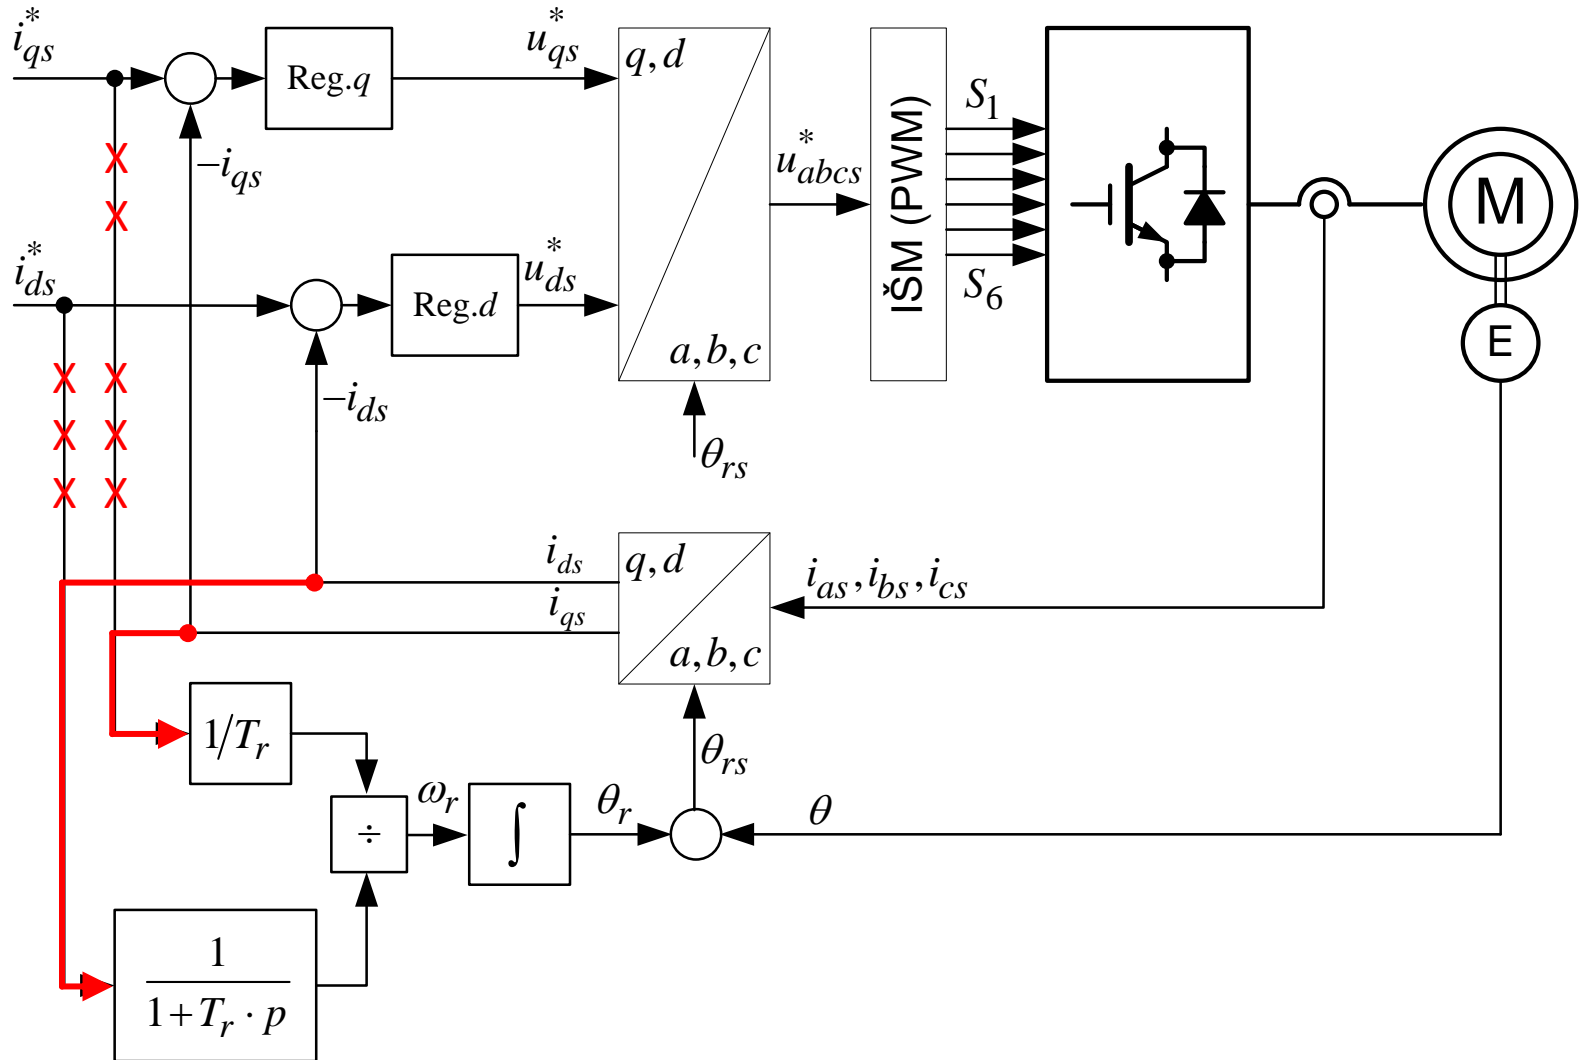 i*qs
u*qs
Reg.q
q,d
S1
−iqs
u*abcs
IŠM (PWM)
M
i*ds
u*ds
S6
Reg.d
E
a,b,c
−ids
θrs
X
X
X
X
X
X
X
X
ids
q,d
ias,ibs,ics
iqs
a,b,c
1/Tr
θrs
ωr
θr
θ
÷
∫
1
1+Tr·p